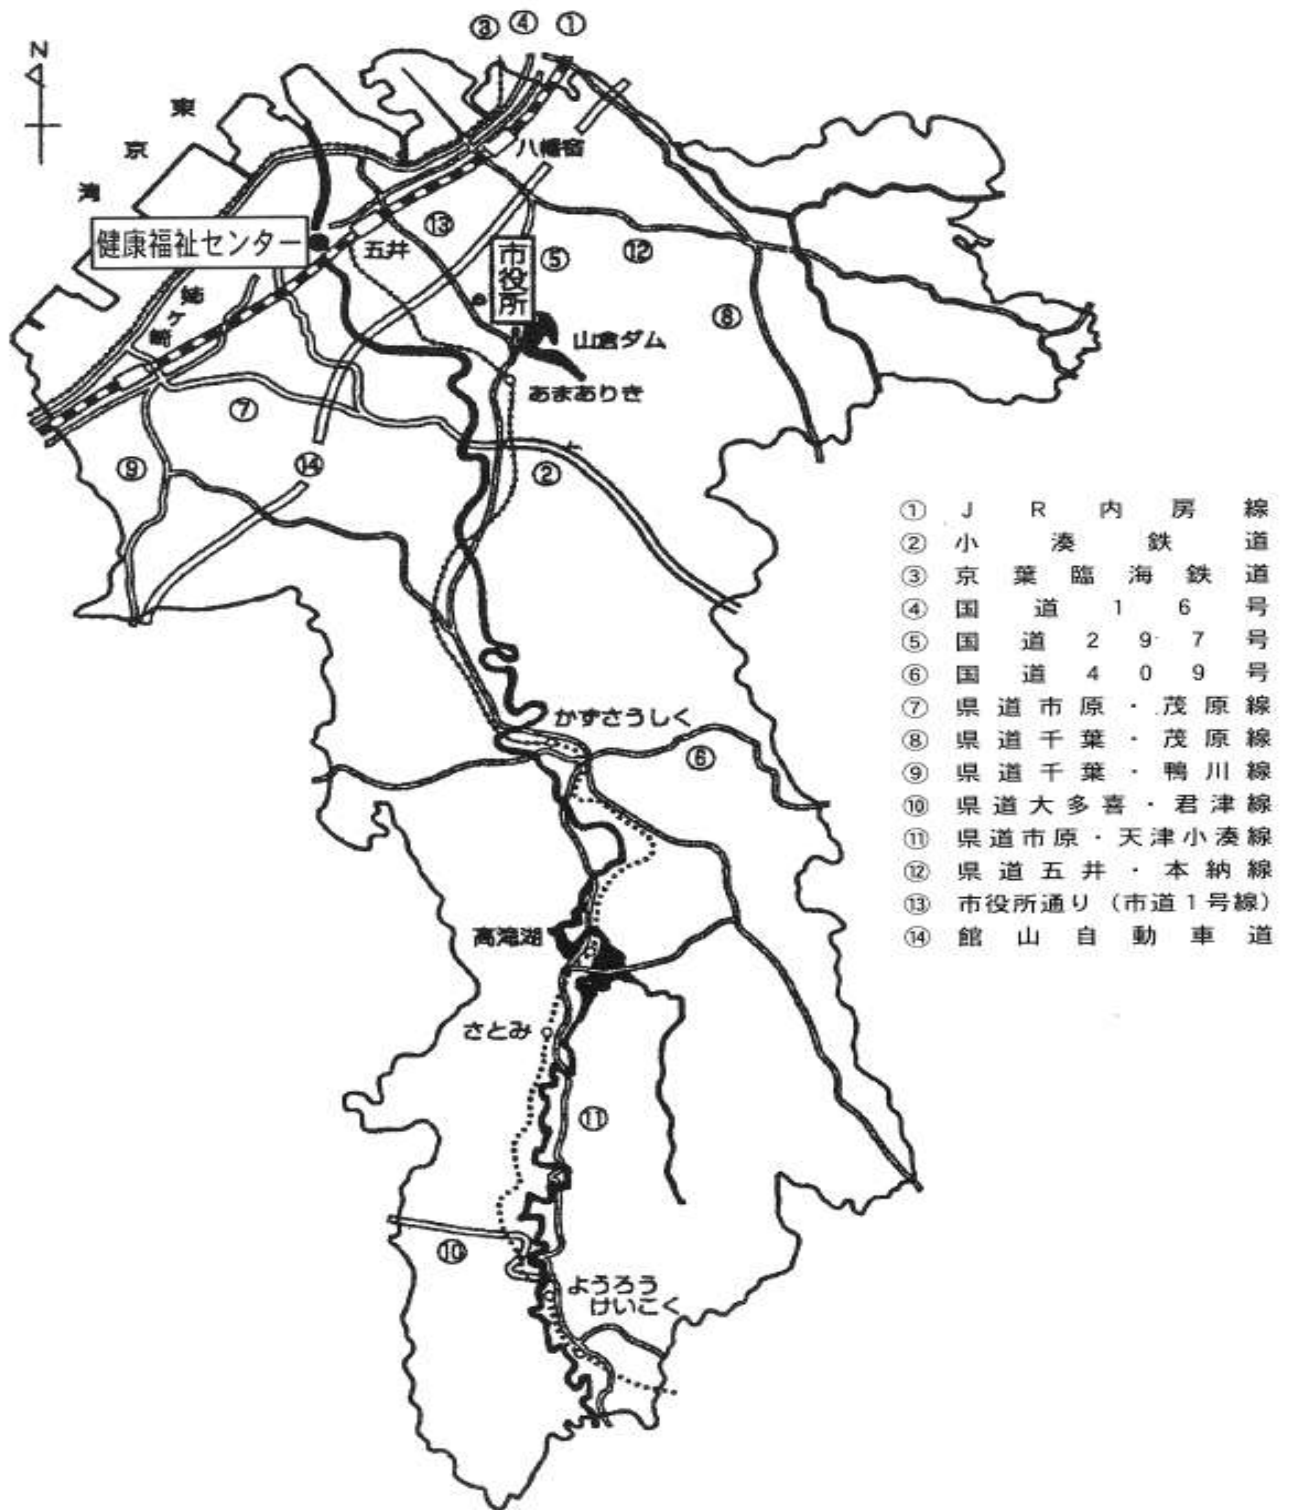 ③ ④ ①
N
東
京
湾
八幡宿
健康福祉センター
五井
⑬
市役所
⑤
⑫
⑧
姉ヶ崎
山倉ダム
あまありき
⑦
⑨
⑭
②
かずさうしく
⑥
高滝湖
さとみ
⑪
⑩
ようろう
けいこく
① J R 内 房 線
② 小 湊 鉄 道
③ 京 葉 臨 海 鉄 道
④ 国 道 1 6 号
⑤ 国 道 2 9 7 号
⑥ 国 道 4 0 9 号
⑦ 県 道 市 原 ・ 茂 原 線
⑧ 県 道 千 葉 ・ 茂 原 線
⑨ 県 道 千 葉 ・ 鴨 川 線
⑩ 県 道 大 多 喜 ・ 君 津 線
⑪ 県 道 市 原 ・ 天 津 小 湊 線
⑫ 県 道 五 井 ・ 本 納 線
⑬ 市役所通り（市道1号線）
⑭ 館 山 自 動 車 道